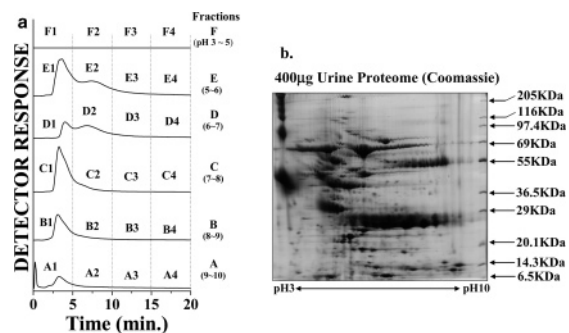 a
Fractions
F1 F2 F3 F4 F
(pH 3 ~ 5)
E1 E2 E3 E4 E
(5~6)
D1 D2 D3 D4 D
(6~7)
C1 C2 C3 C4 C
(7~8)
B1 B2 B3 B4 B
(8~9)
A1 A2 A3 A4 A
(9~10)
0 5 10 15 20
Time (min.)
DETECTOR RESPONSE
b.
400µg Urine Proteome (Coomassie)
205KDa
116KDa
97.4KDa
69KDa
55KDa
36.5KDa
29KDa
20.1KDa
14.3KDa
6.5KDa
pH3 pH10